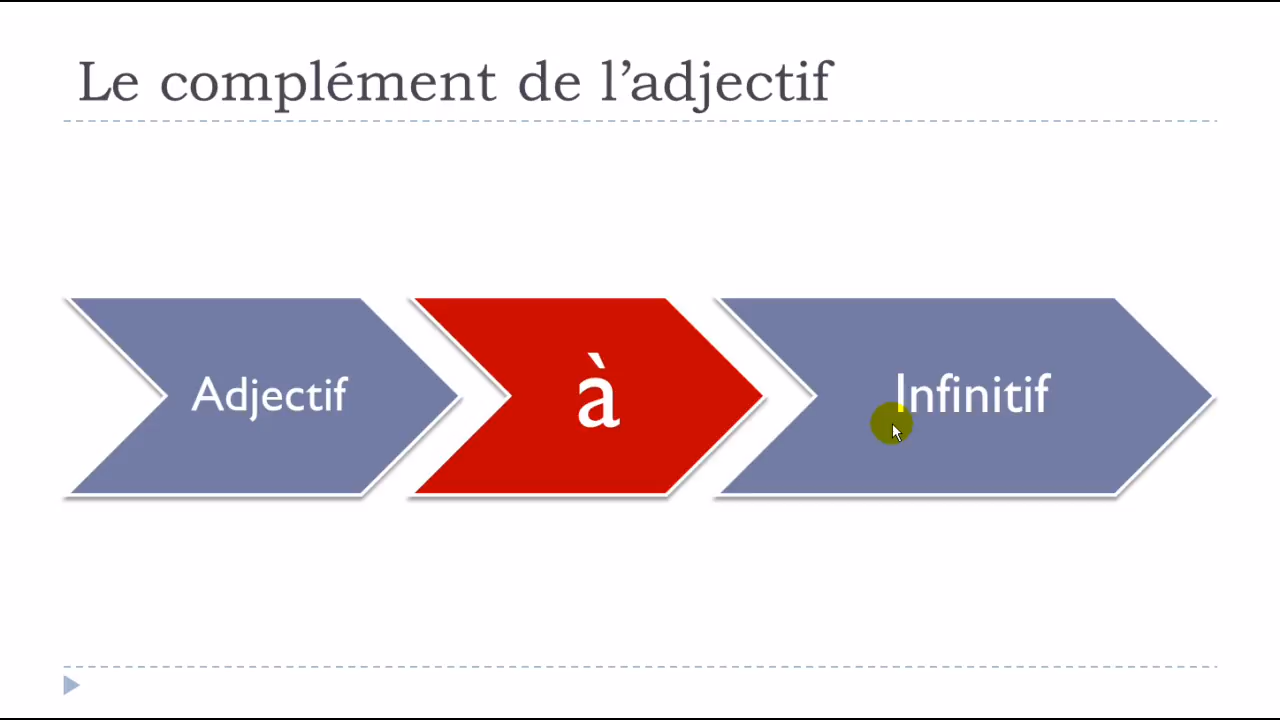 Le complément de l’adjectif
Adjectif
à
Infinitif